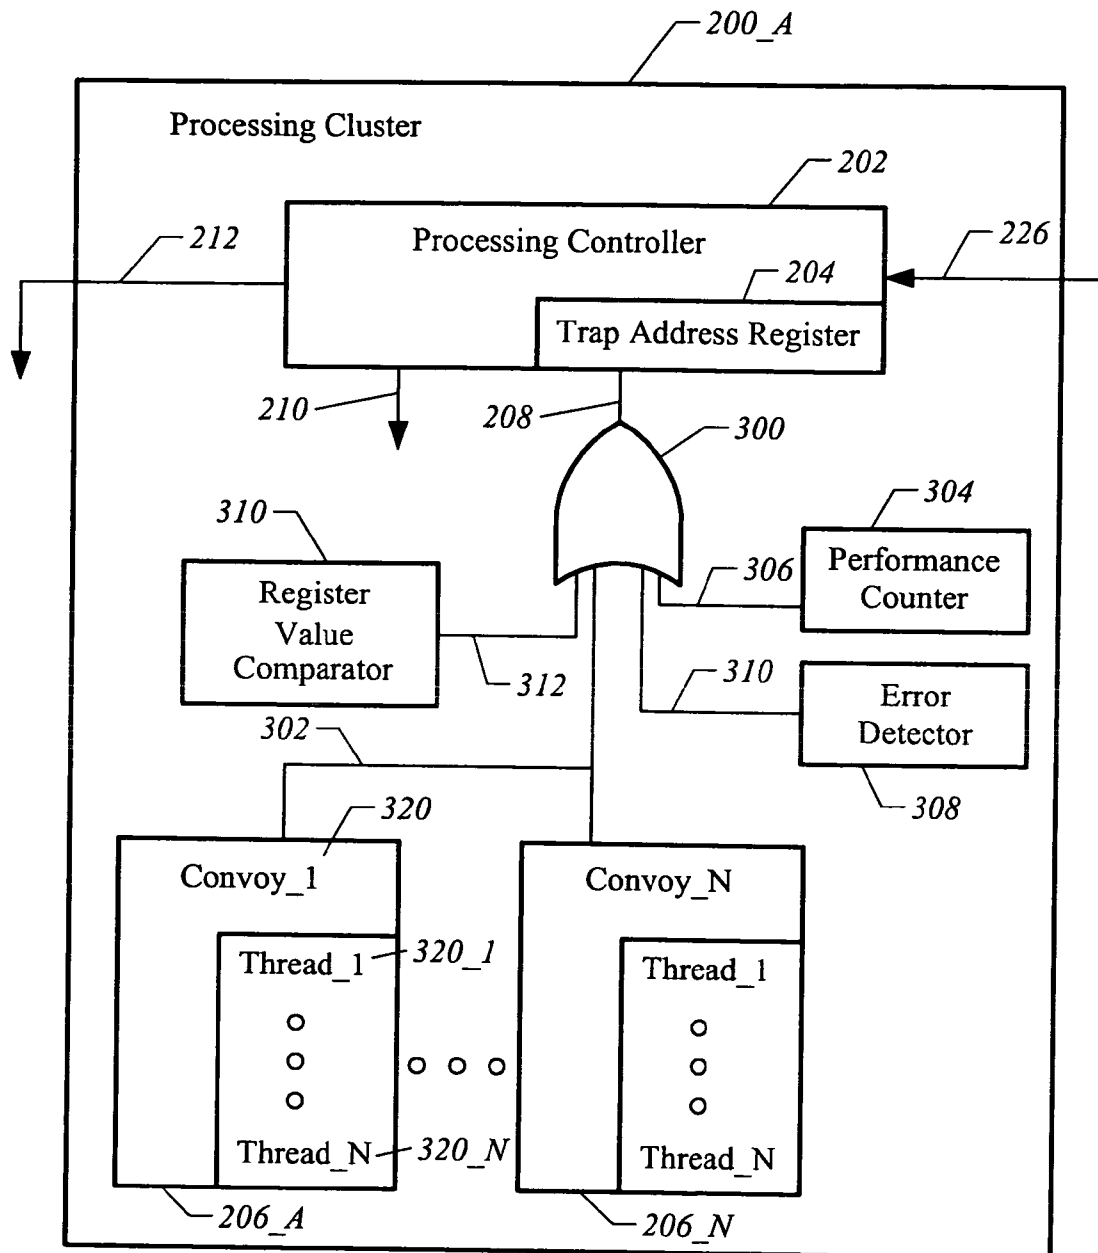 200_A
Processing Cluster
202
212
Processing Controller
226
204
Trap Address Register
210
208
300
310
304
Register
Value
Comparator
Performance
Counter
306
312
310
Error
Detector
302
308
320
Convoy_1
Convoy_N
Thread_1
320_1
Thread_1
Thread_N
320_N
Thread_N
206_A
206_N